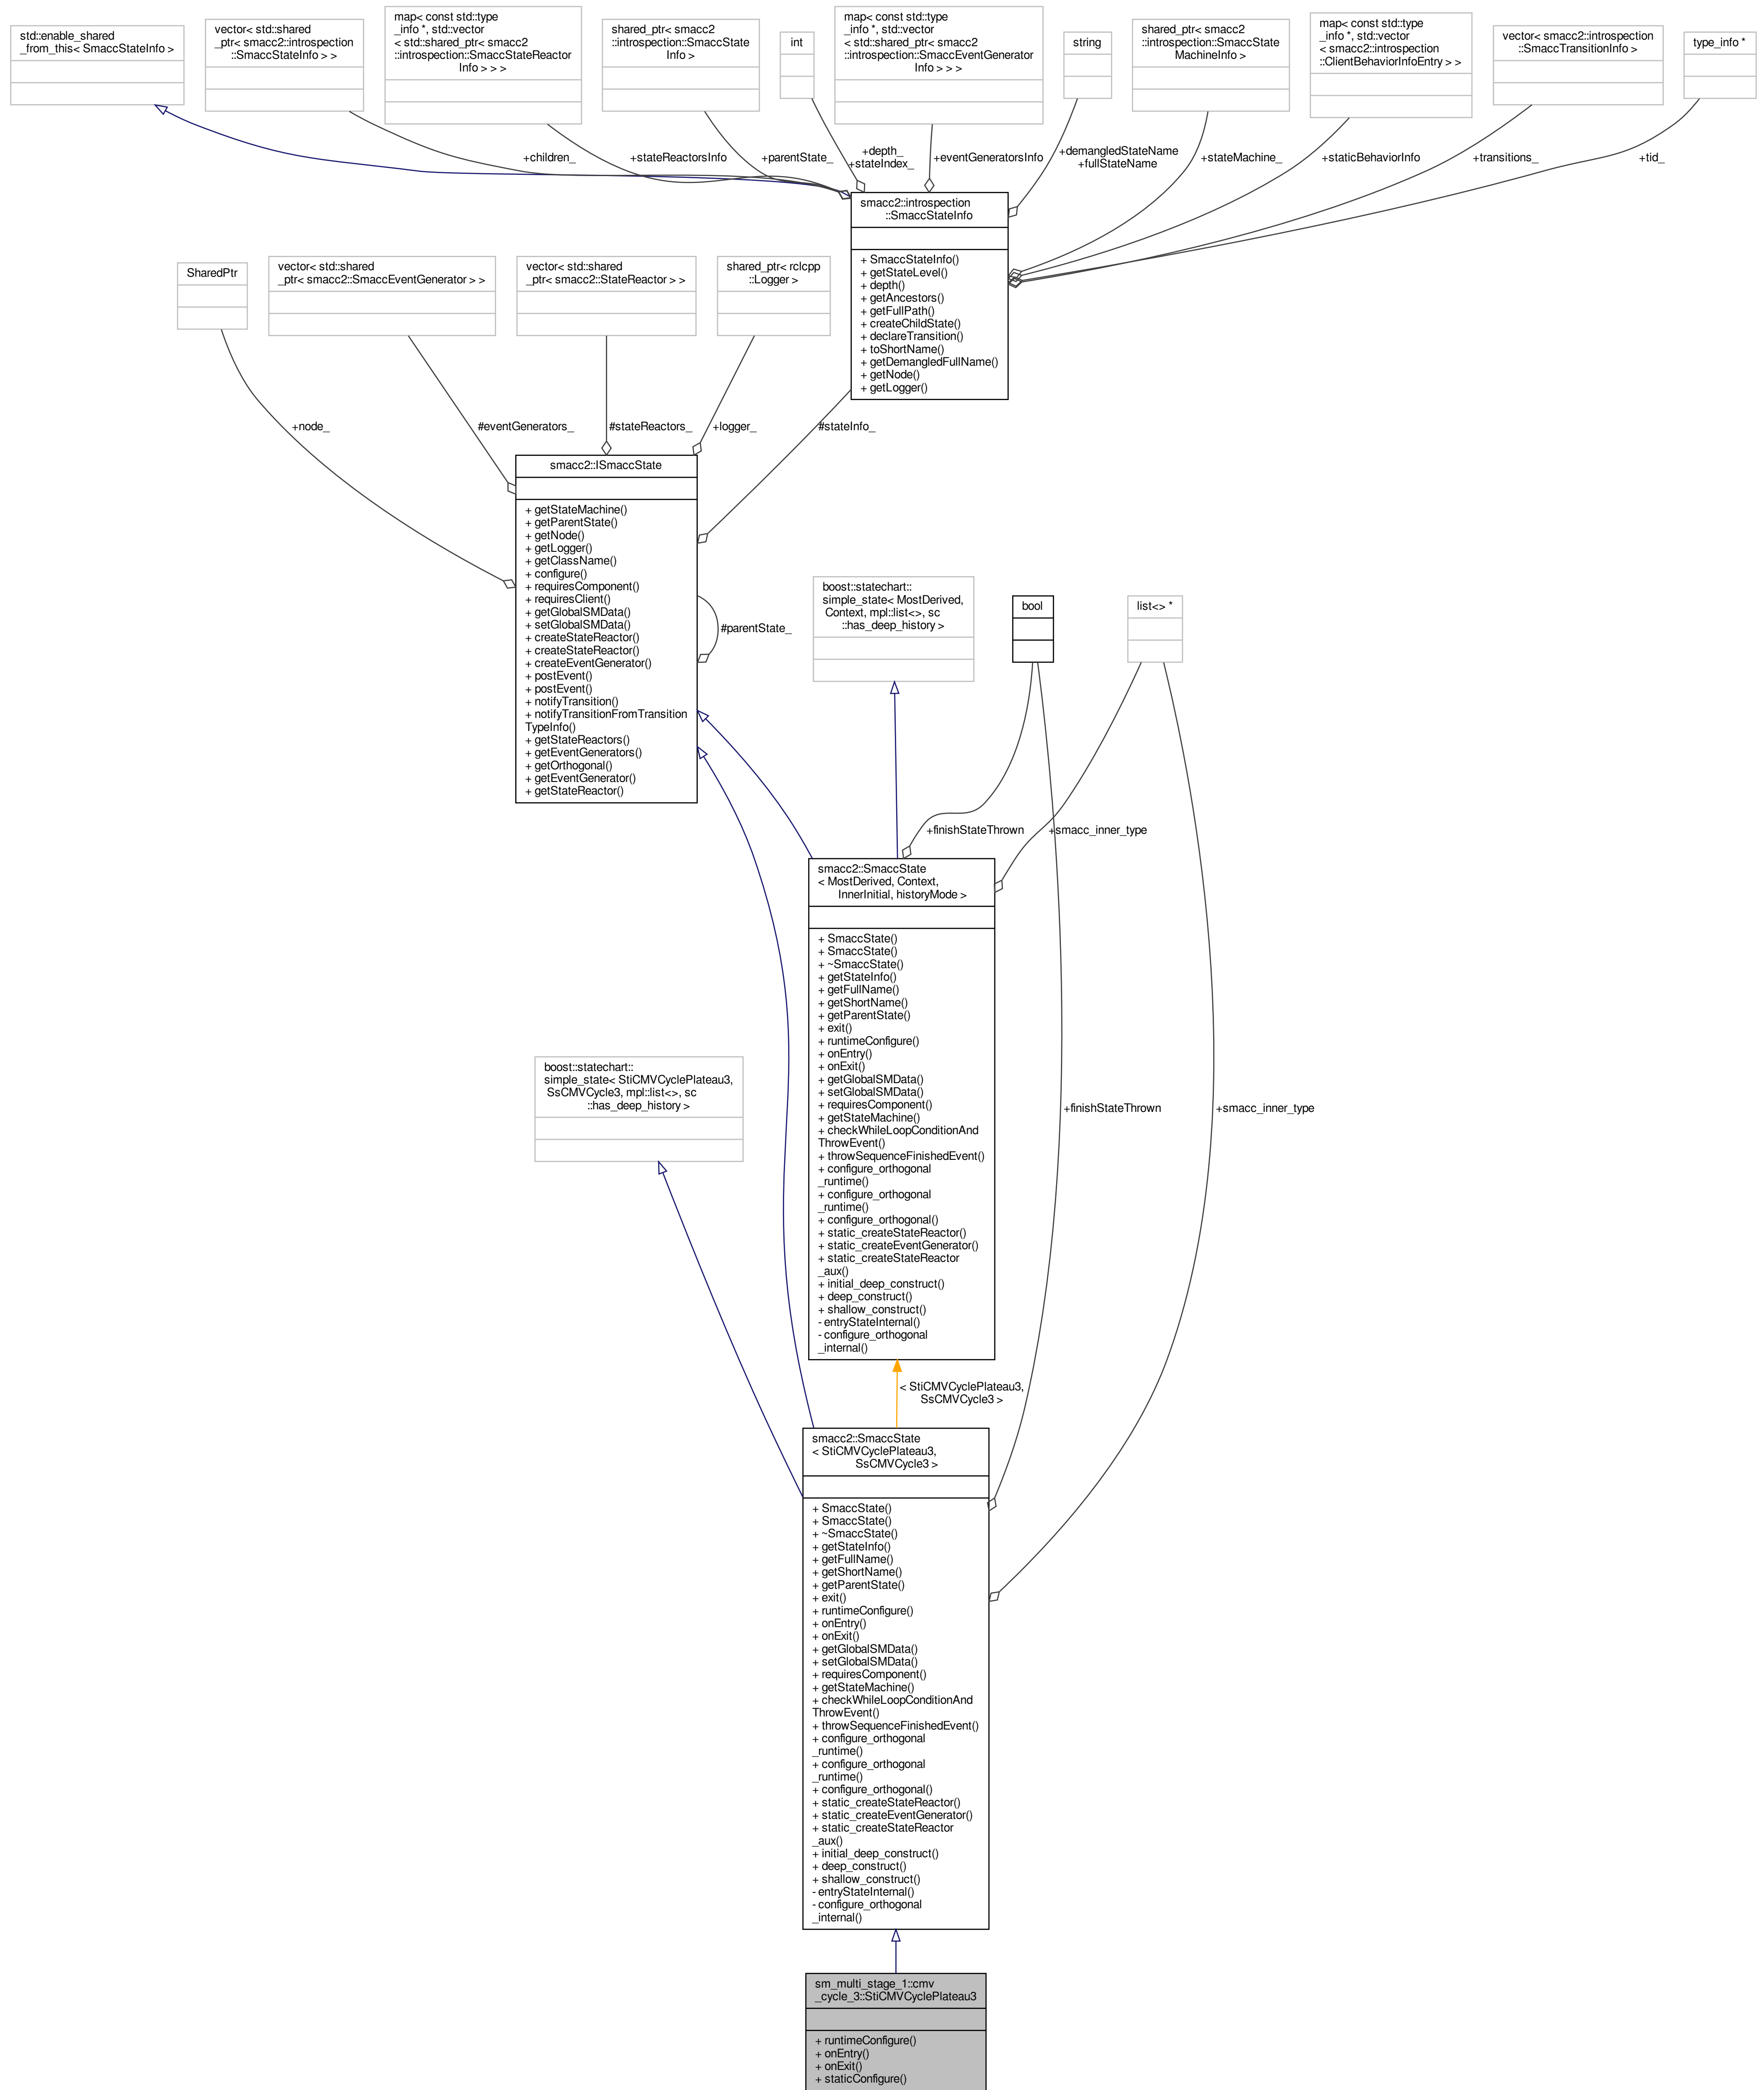 std::enable_shared
_from_this< SmaccStateInfo >
vector< std::shared
_ptr< smacc2::introspection
::SmaccStateInfo > >
map< const std::type
_info *, std::vector
< std::shared_ptr< smacc2
::introspection::SmaccStateReactor
Info > > >
shared_ptr< smacc2
::introspection::SmaccState
Info >
int
map< const std::type
_info *, std::vector
< std::shared_ptr< smacc2
::introspection::SmaccEventGenerator
Info > > >
string
shared_ptr< smacc2
::introspection::SmaccState
MachineInfo >
map< const std::type
_info *, std::vector
< smacc2::introspection
::ClientBehaviorInfoEntry > >
vector< smacc2::introspection
::SmaccTransitionInfo >
type_info *
+children_
+stateReactorsInfo
+parentState_
+depth_
+stateIndex_
+eventGeneratorsInfo
+demangledStateName
+fullStateName
+stateMachine_
+staticBehaviorInfo
+transitions_
+tid_
smacc2::introspection
::SmaccStateInfo
+ SmaccStateInfo()
+ getStateLevel()
+ depth()
+ getAncestors()
+ getFullPath()
+ createChildState()
+ declareTransition()
+ toShortName()
+ getDemangledFullName()
+ getNode()
+ getLogger()
SharedPtr
vector< std::shared
_ptr< smacc2::SmaccEventGenerator > >
vector< std::shared
_ptr< smacc2::StateReactor > >
shared_ptr< rclcpp
::Logger >
+node_
#eventGenerators_
#stateReactors_
+logger_
#stateInfo_
smacc2::ISmaccState
+ getStateMachine()
+ getParentState()
+ getNode()
+ getLogger()
+ getClassName()
+ configure()
+ requiresComponent()
+ requiresClient()
+ getGlobalSMData()
+ setGlobalSMData()
+ createStateReactor()
+ createStateReactor()
+ createEventGenerator()
+ postEvent()
+ postEvent()
+ notifyTransition()
+ notifyTransitionFromTransition
TypeInfo()
+ getStateReactors()
+ getEventGenerators()
+ getOrthogonal()
+ getEventGenerator()
+ getStateReactor()
#parentState_
boost::statechart::
simple_state< MostDerived,
Context, mpl::list<>, sc
::has_deep_history >
bool
list<> *
+finishStateThrown
+smacc_inner_type
smacc2::SmaccState
< MostDerived, Context,
InnerInitial, historyMode >
+ SmaccState()
+ SmaccState()
+ ~SmaccState()
+ getStateInfo()
+ getFullName()
+ getShortName()
+ getParentState()
+ exit()
+ runtimeConfigure()
+ onEntry()
+ onExit()
+ getGlobalSMData()
+ setGlobalSMData()
+ requiresComponent()
+ getStateMachine()
+ checkWhileLoopConditionAnd
ThrowEvent()
+ throwSequenceFinishedEvent()
+ configure_orthogonal
_runtime()
+ configure_orthogonal
_runtime()
+ configure_orthogonal()
+ static_createStateReactor()
+ static_createEventGenerator()
+ static_createStateReactor
_aux()
+ initial_deep_construct()
+ deep_construct()
+ shallow_construct()
- entryStateInternal()
- configure_orthogonal
_internal()
boost::statechart::
simple_state< StiCMVCyclePlateau3,
SsCMVCycle3, mpl::list<>, sc
::has_deep_history >
+finishStateThrown
+smacc_inner_type
< StiCMVCyclePlateau3,
SsCMVCycle3 >
smacc2::SmaccState
< StiCMVCyclePlateau3,
SsCMVCycle3 >
+ SmaccState()
+ SmaccState()
+ ~SmaccState()
+ getStateInfo()
+ getFullName()
+ getShortName()
+ getParentState()
+ exit()
+ runtimeConfigure()
+ onEntry()
+ onExit()
+ getGlobalSMData()
+ setGlobalSMData()
+ requiresComponent()
+ getStateMachine()
+ checkWhileLoopConditionAnd
ThrowEvent()
+ throwSequenceFinishedEvent()
+ configure_orthogonal
_runtime()
+ configure_orthogonal
_runtime()
+ configure_orthogonal()
+ static_createStateReactor()
+ static_createEventGenerator()
+ static_createStateReactor
_aux()
+ initial_deep_construct()
+ deep_construct()
+ shallow_construct()
- entryStateInternal()
- configure_orthogonal
_internal()
sm_multi_stage_1::cmv
_cycle_3::StiCMVCyclePlateau3
+ runtimeConfigure()
+ onEntry()
+ onExit()
+ staticConfigure()